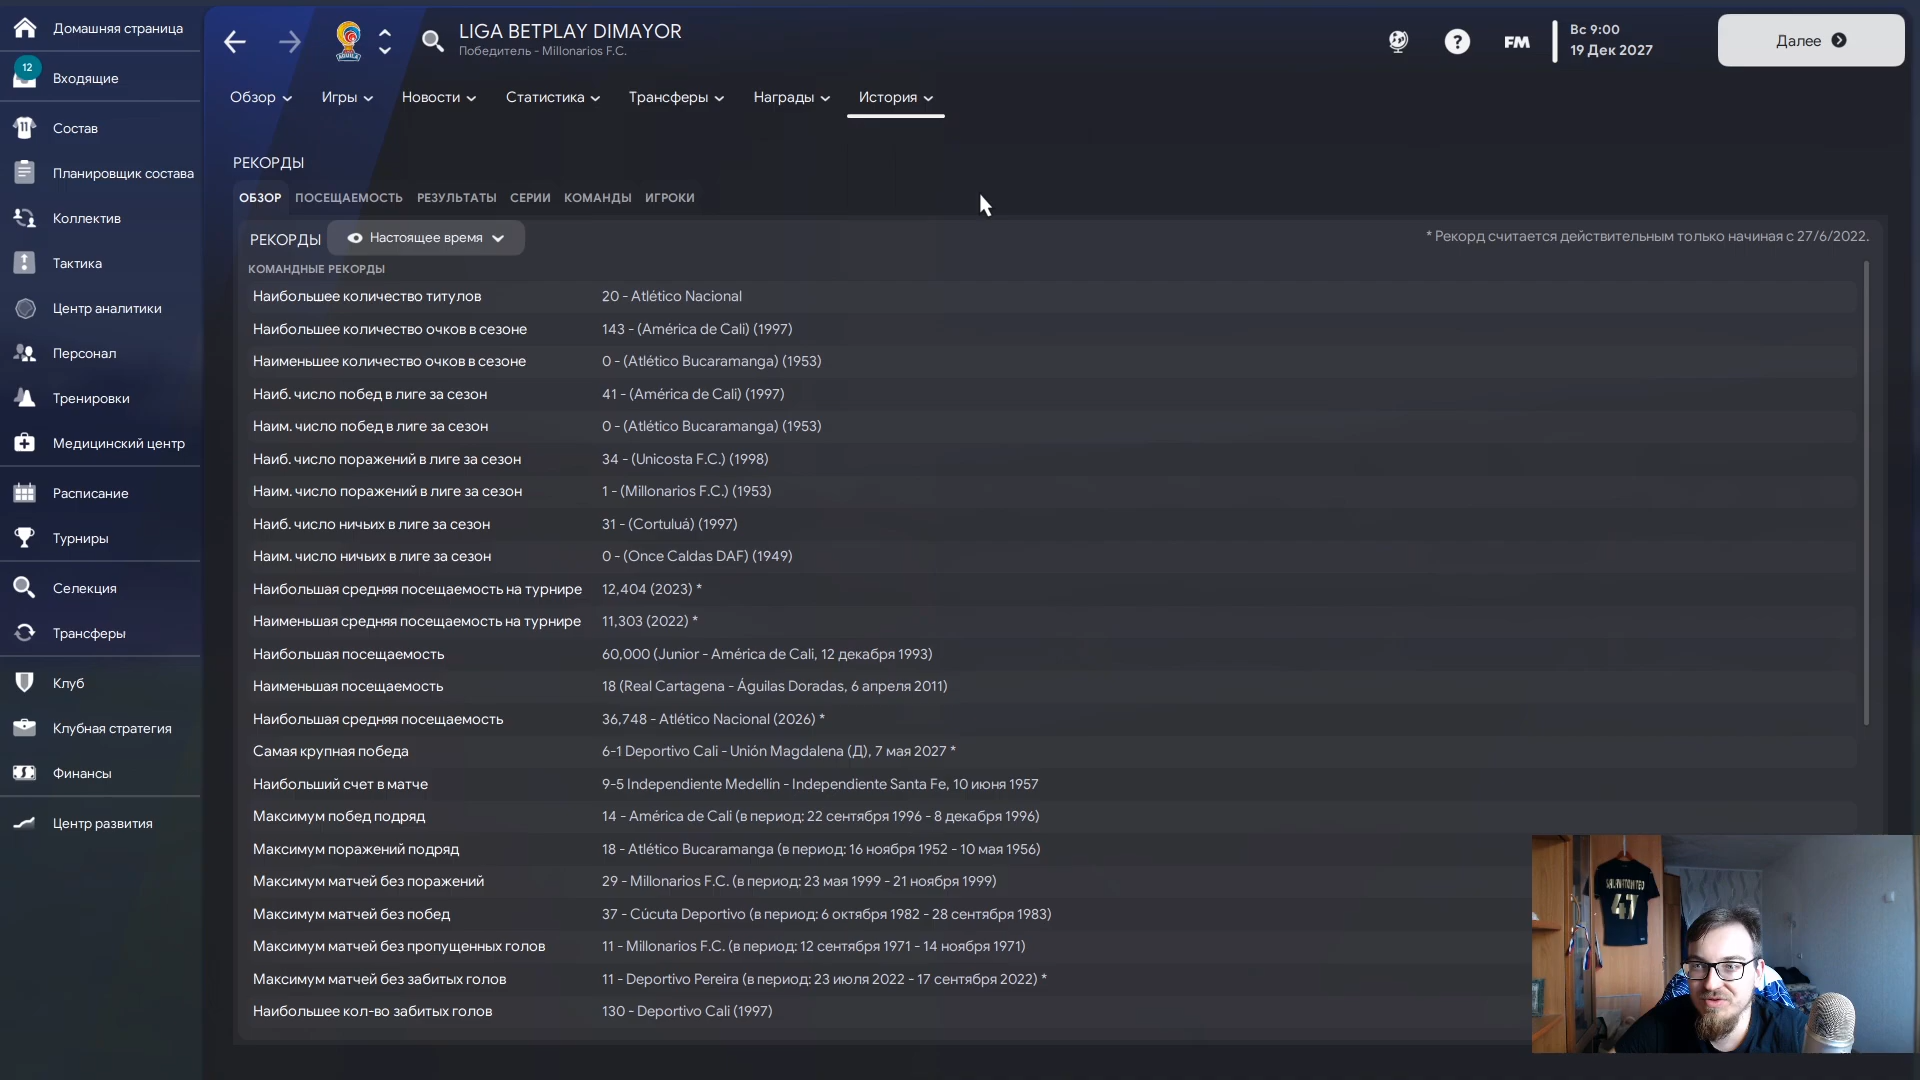 Домашняя страница
12
Входящие
Состав
Планировщик состава
Коллектив
Тактика
Центр аналитики
Персонал
Тренировки
Медицинский центр
Расписание
Турниры
Селекция
Трансферы
Клуб
Клубная стратегия
Финансы
Центр развития
LIGA BETPLAY DIMAYOR
Победитель - Millonarios F.C.
FM
Вс 9:00
19 Дек 2027
Далее
Обзор Игры Новости Статистика Трансферы Награды История
РЕКОРДЫ
ОБЗОР ПОСЕЩАЕМОСТЬ РЕЗУЛЬТАТЫ СЕРИИ КОМАНДЫ ИГРОКИ
РЕКОРДЫ Настоящее время * Рекорд считается действительным только начиная с 27/6/2022.
КОМАНДНЫЕ РЕКОРДЫ
Наибольшее количество титулов 20 - Atlético Nacional
Наибольшее количество очков в сезоне 143 - (América de Cali) (1997)
Наименьшее количество очков в сезоне 0 - (Atlético Bucaramanga) (1953)
Наиб. число побед в лиге за сезон 41 - (América de Cali) (1997)
Наим. число побед в лиге за сезон 0 - (Atlético Bucaramanga) (1953)
Наиб. число поражений в лиге за сезон 34 - (Unicosta F.C.) (1998)
Наим. число поражений в лиге за сезон 1 - (Millonarios F.C.) (1953)
Наиб. число ничьих в лиге за сезон 31 - (Cortuluá) (1997)
Наим. число ничьих в лиге за сезон 0 - (Once Caldas DAF) (1949)
Наибольшая средняя посещаемость на турнире 12,404 (2023) *
Наименьшая средняя посещаемость на турнире 11,303 (2022) *
Наибольшая посещаемость 60,000 (Junior - América de Cali, 12 декабря 1993)
Наименьшая посещаемость 18 (Real Cartagena - Águilas Doradas, 6 апреля 2011)
Наибольшая средняя посещаемость 36,748 - Atlético Nacional (2026) *
Самая крупная победа 6-1 Deportivo Cali - Unión Magdalena (Д), 7 мая 2027 *
Наибольший счет в матче 9-5 Independiente Medellín - Independiente Santa Fe, 10 июня 1957
Максимум побед подряд 14 - América de Cali (в период: 22 сентября 1996 - 8 декабря 1996)
Максимум поражений подряд 18 - Atlético Bucaramanga (в период: 16 ноября 1952 - 10 мая 1956)
Максимум матчей без поражений 29 - Millonarios F.C. (в период: 23 мая 1999 - 21 ноября 1999)
Максимум матчей без побед 37 - Cúcuta Deportivo (в период: 6 октября 1982 - 28 сентября 1983)
Максимум матчей без пропущенных голов 11 - Millonarios F.C. (в период: 12 сентября 1971 - 14 ноября 1971)
Максимум матчей без забитых голов 11 - Deportivo Pereira (в период: 23 июля 2022 - 17 сентября 2022) *
Наибольшее кол-во забитых голов 130 - Deportivo Cali (1997)
47